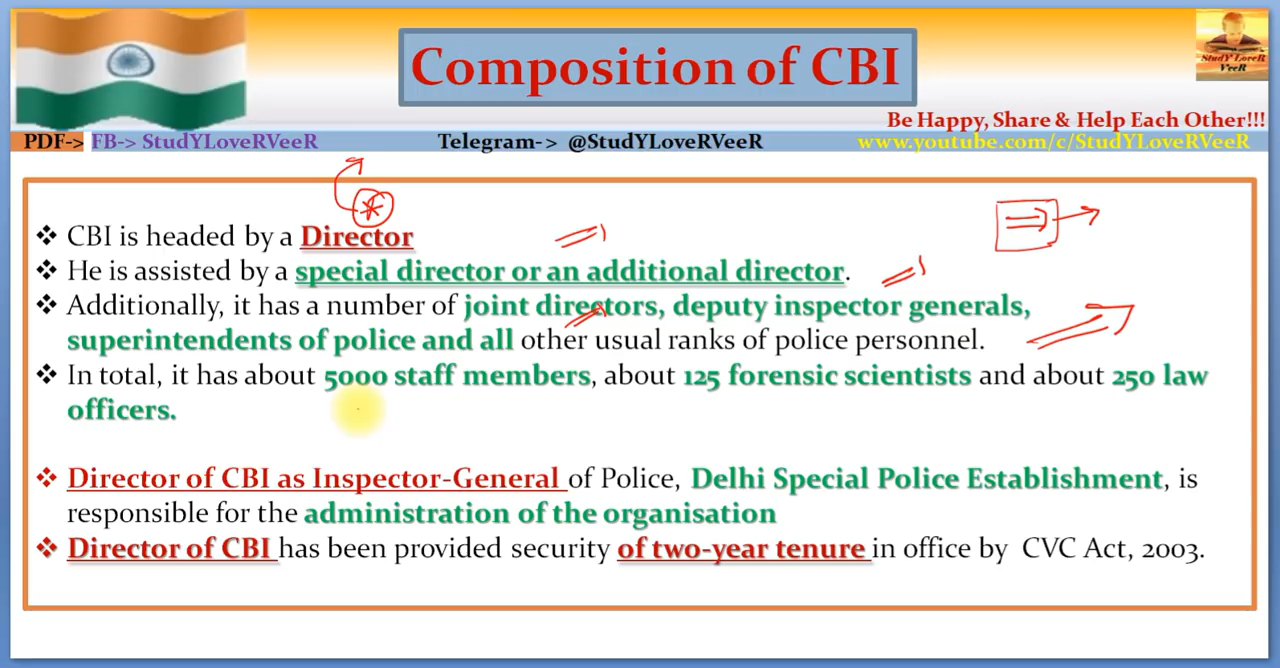 Composition of CBI
StudY LoveR
VeeR
Be Happy, Share & Help Each Other!!!
PDF-> FB-> StudYLoveRVeeR Telegram-> @StudYLoveRVeeR www.youtube.com/c/StudYLoveRVeeR
❖ CBI is headed by a Director
❖ He is assisted by a special director or an additional director.
❖ Additionally, it has a number of joint directors, deputy inspector generals,
superintendents of police and all other usual ranks of police personnel.
❖ In total, it has about 5000 staff members, about 125 forensic scientists and about 250 law
officers.
❖ Director of CBI as Inspector-General of Police, Delhi Special Police Establishment, is
responsible for the administration of the organisation
❖ Director of CBI has been provided security of two-year tenure in office by CVC Act, 2003.